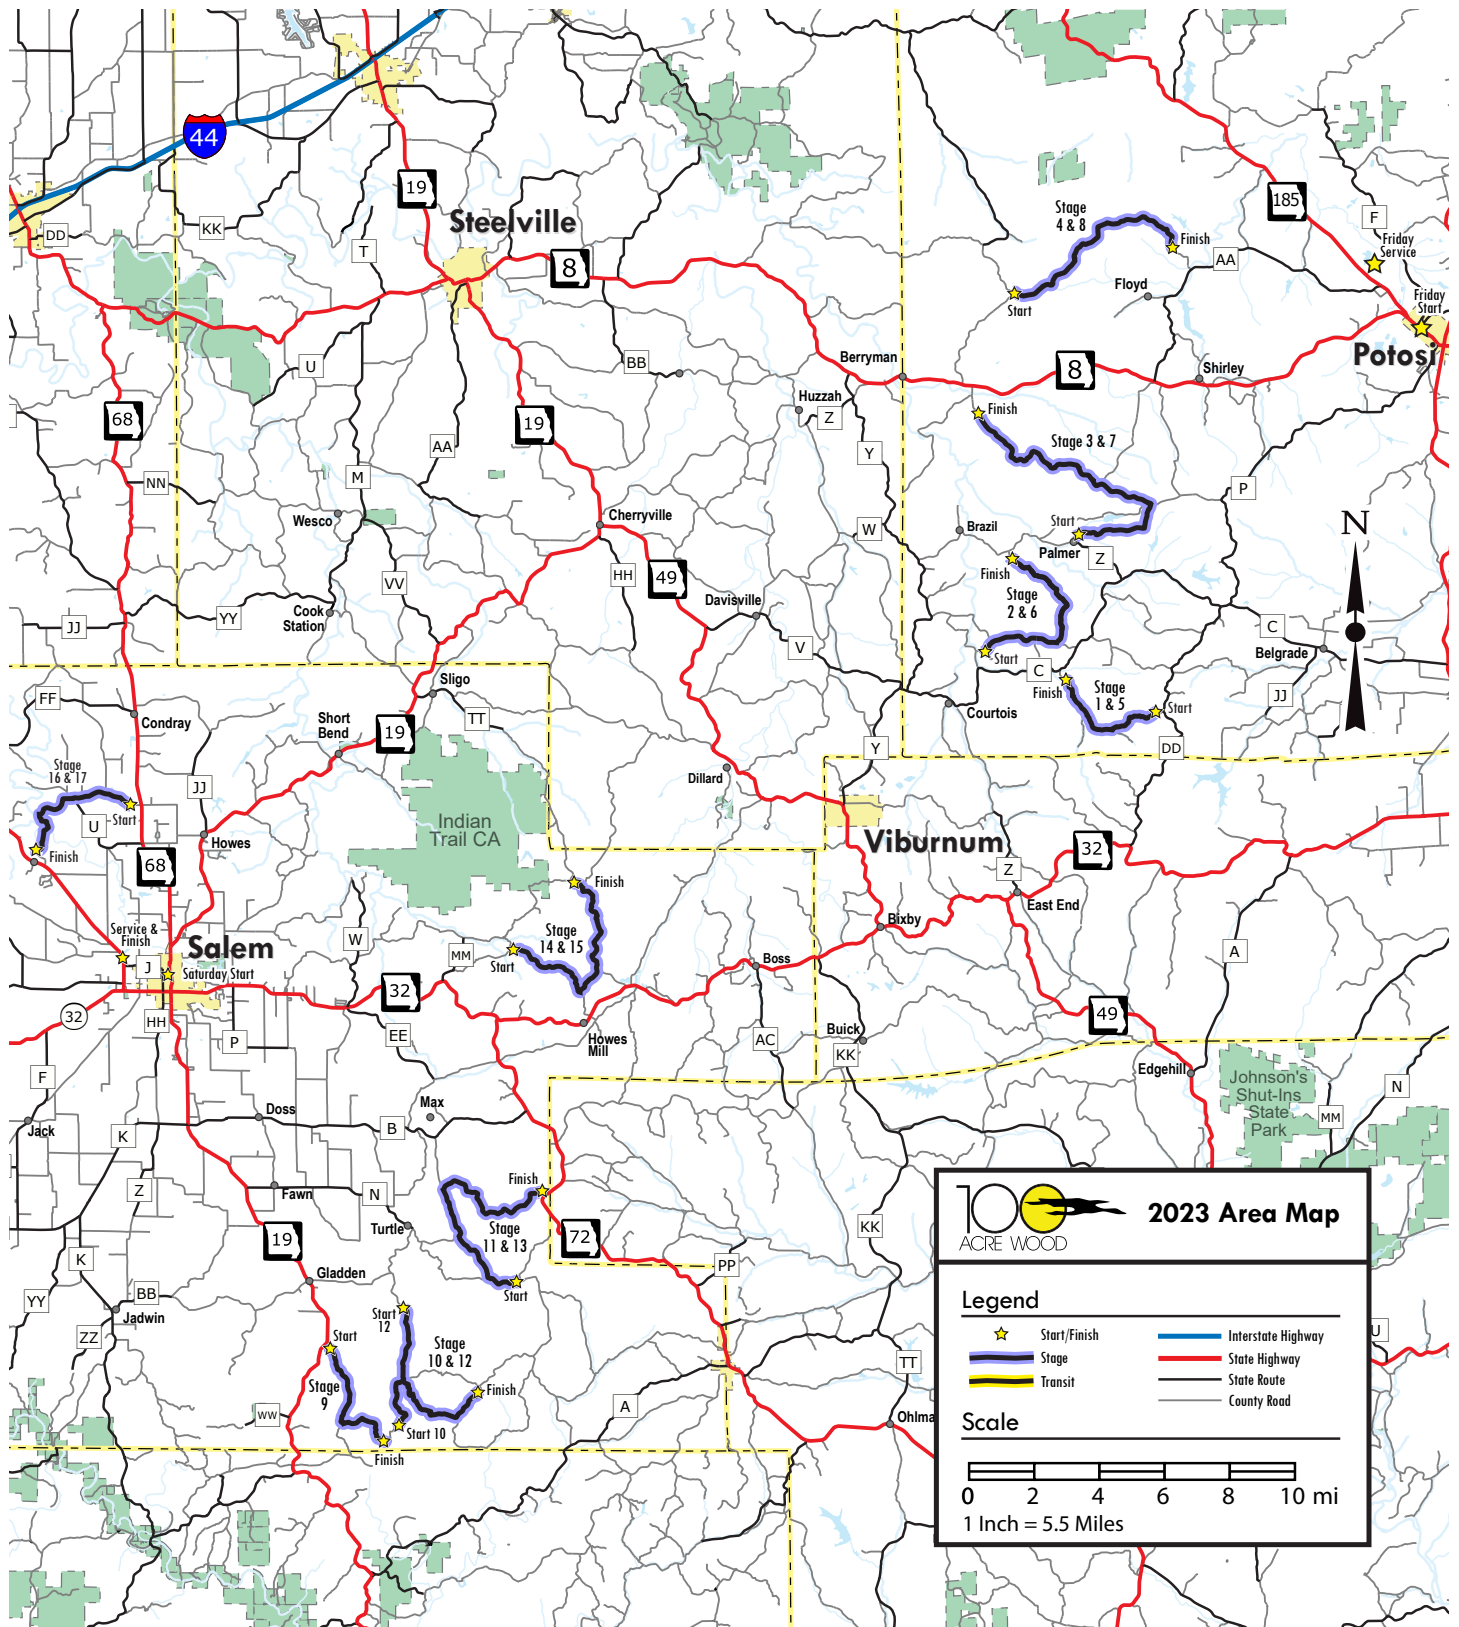 44
19
DD
KK
T
Steelville
8
Stage
4 & 8
Finish
Start
185
F
Friday
Service
AA
Floyd
Friday
Start
Potosi
U
BB
Berryman
8
Shirley
68
Huzzah
Z
Finish
Stage 3 & 7
19
AA
Y
NN
M
P
Wesco
Cherryville
W
Brazil
Start
Palmer
Z
N
Finish
VV
HH
49
Stage
2 & 6
Cook
Station
YY
JJ
Davisville
V
C
Belgrade
Start
C
Finish
Stage
1 & 5
Start
JJ
FF
Sligo
TT
Condray
Short
Bend
19
Courtois
Y
DD
Stage
16 & 17
JJ
Dillard
Start
U
Finish
Howes
Indian
Trail CA
Viburnum
32
68
Z
East End
Finish
Service &
Finish
Salem
J
Saturday Start
W
MM
Stage
14 & 15
Start
Bixby
Boss
A
32
32
HH
P
EE
Howes
Mill
AC
Buick
KK
49
Edgehill
Johnson's
Shut-Ins
State
Park
N
MM
F
Jack
K
Doss
Max
B
Z
Fawn
N
Turtle
Finish
Stage
11 & 13
Start
72
KK
PP
19
K
YY
BB
Jadwin
ZZ
Gladden
Start
12
Start
Stage
9
Stage
10 & 12
Finish
Start 10
Finish
WW
A
TT
Ohlma
U
100
ACRE WOOD
2023 Area Map
Legend
Start/Finish
Stage
Transit
Interstate Highway
State Highway
State Route
County Road
Scale
0 2 4 6 8 10 mi
1 Inch = 5.5 Miles